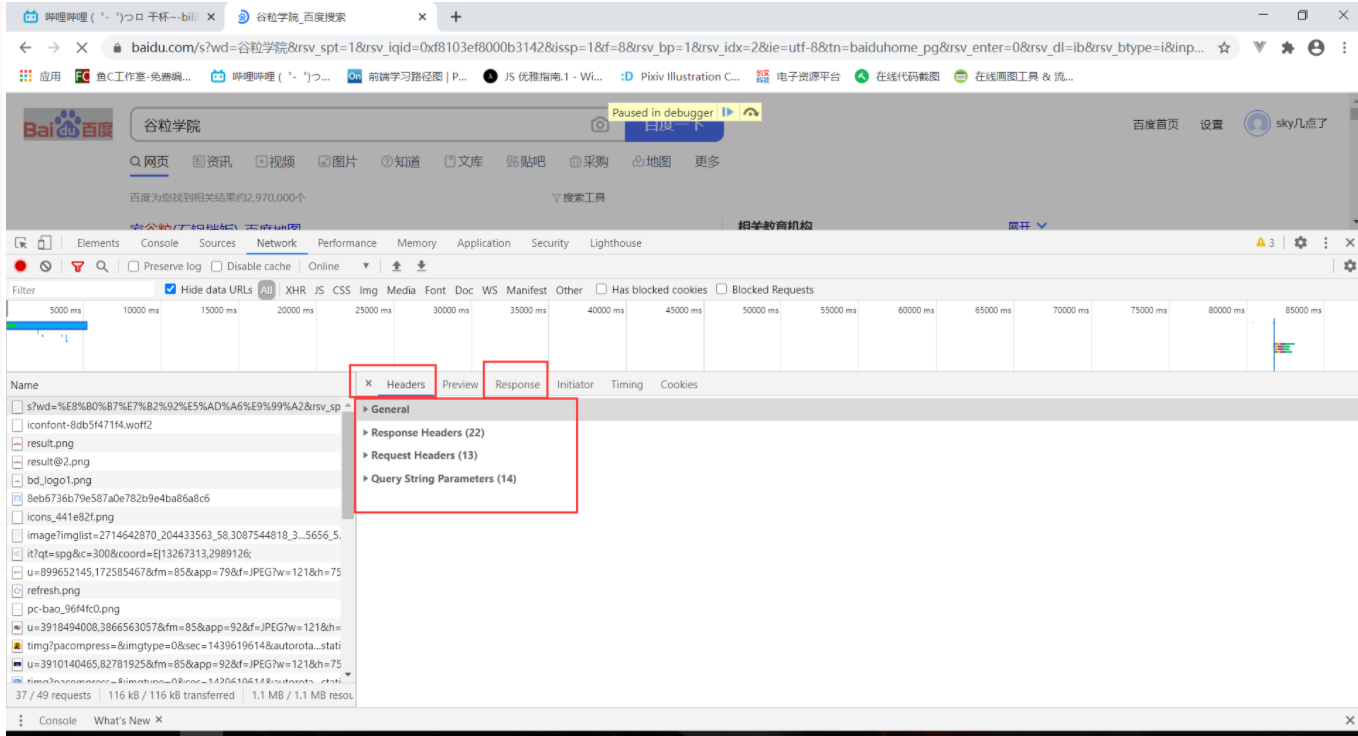 哔哩哔哩 ( ゜- ゜)つロ 干杯~-bili
谷粒学院_百度搜索
baidu.com/s?wd=谷粒学院&rsv_spt=1&rsv_iqid=0xf8103ef8000b3142&issp=1&f=8&rsv_bp=1&rsv_idx=2&ie=utf-8&tn=baiduhome_pg&rsv_enter=0&rsv_dl=ib&rsv_btype=i&inp...
应用 FC 鱼C工作室-免费编... 哔哩哔哩 ( ゜- ゜)つ... On 前端学习路径图 | P... JS 优雅指南.1 - Wi... :D Pixiv Illustration C... 电子资源平台 在线代码截图 在线画图工具 & 流...
Paused in debugger
Bai du 百度 谷粒学院 百度一下 百度首页 设置 sky几点了
网页 资讯 视频 图片 知道 文库 贴吧 采购 地图 更多
百度为您找到相关结果约2,970,000个 搜索工具
相关教育机构 展开
Elements Console Sources Network Performance Memory Application Security Lighthouse 3
Preserve log Disable cache Online
Filter Hide data URLs All XHR JS CSS Img Media Font Doc WS Manifest Other Has blocked cookies Blocked Requests
5000 ms 10000 ms 15000 ms 20000 ms 25000 ms 30000 ms 35000 ms 40000 ms 45000 ms 50000 ms 55000 ms 60000 ms 65000 ms 70000 ms 75000 ms 80000 ms 85000 ms
Name
× Headers Preview Response Initiator Timing Cookies
s?wd=%E8%B0%B7%E7%B2%92%E5%AD%A6%E9%99%A2&rsv_sp
iconfont-8db5f471f4.woff2
result.png
result@2.png
bd_logo1.png
8eb6736b79e587a0e782b9e4ba86a8c6
icons_441e82f.png
image?imglist=2714642870_204433563_58,3087544818_3...5656_5.
it?qt=spg&c=300&coord=E|13267313,2989126;
u=899652145,172585467&fm=85&app=79&f=JPEG?w=121&h=75
refresh.png
pc-bao_96f4fc0.png
u=3918494008,3866563057&fm=85&app=92&f=JPEG?w=121&h=
timg?pacompress=&imgtype=0&sec=1439619614&autorota...stati
u=3910140465,82781925&fm=85&app=92&f=JPEG?w=121&h=75
timg?pacompress=&imgtype=0&sec=1439619614&autorota...stati
General
Response Headers (22)
Request Headers (13)
Query String Parameters (14)
37 / 49 requests 116 kB / 116 kB transferred 1.1 MB / 1.1 MB resou
Console What's New ×